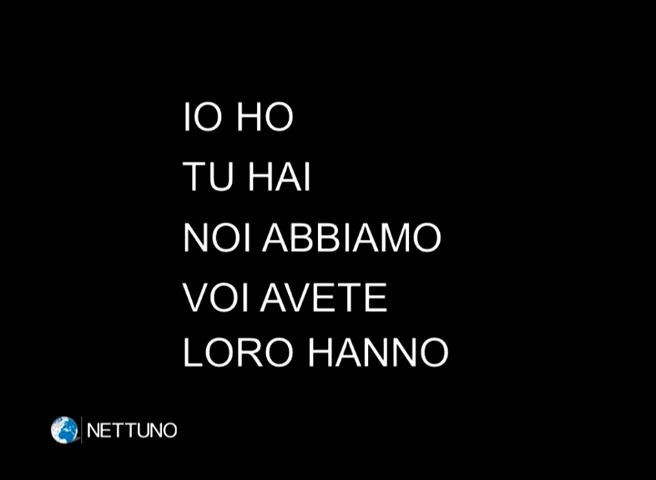 IO HO
TU HAI
NOI ABBIAMO
VOI AVETE
LORO HANNO
NETTUNO